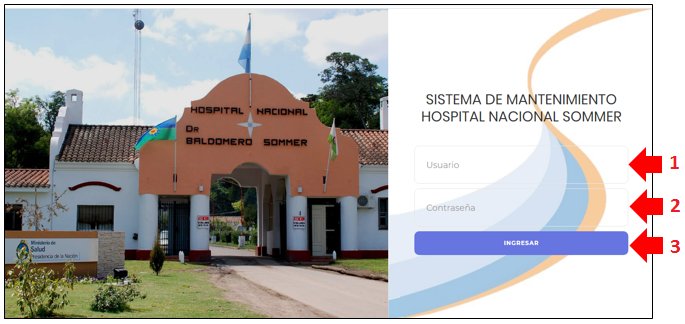 HOSPITAL NACIONAL
Dr
BALDOMERO SOMMER
Ministerio de
Salud
Presidencia de la Nación
SISTEMA DE MANTENIMIENTO
HOSPITAL NACIONAL SOMMER
Usuario
1
Contraseña
2
INGRESAR
3